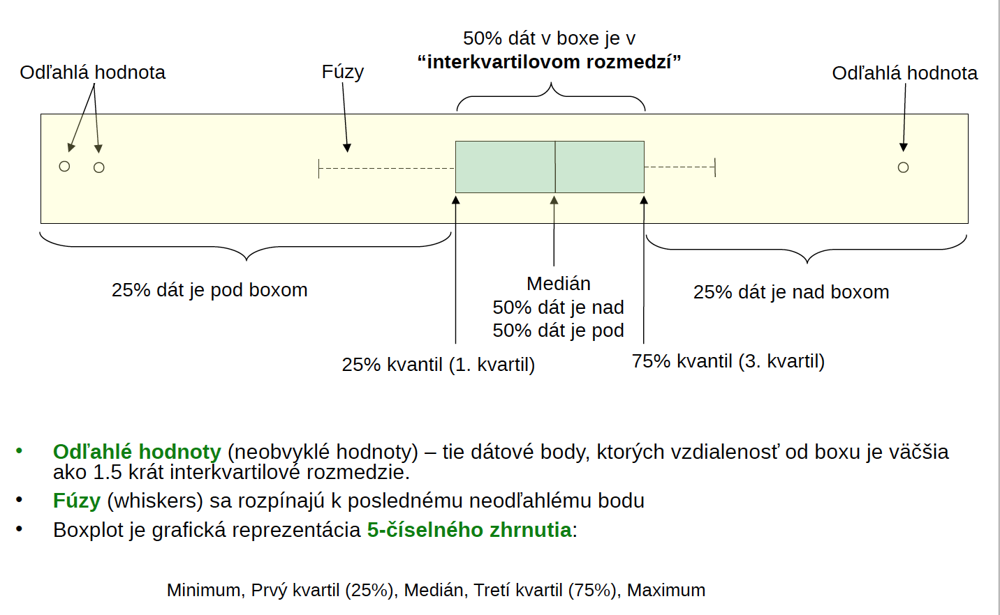 50% dát v boxe je v
“interkvartilovom rozmedzí”
Odľahlá hodnota
Fúzy
Odľahlá hodnota
25% dát je pod boxom
Medián
50% dát je nad
50% dát je pod
25% dát je nad boxom
25% kvantil (1. kvartil)
75% kvantil (3. kvartil)
• Odľahlé hodnoty (neobvyklé hodnoty) – tie dátové body, ktorých vzdialenosť od boxu je väčšia
ako 1.5 krát interkvartilové rozmedzie.
• Fúzy (whiskers) sa rozpínajú k poslednému neodľahlému bodu
• Boxplot je grafická reprezentácia 5-číselného zhrnutia:
Minimum, Prvý kvartil (25%), Medián, Tretí kvartil (75%), Maximum